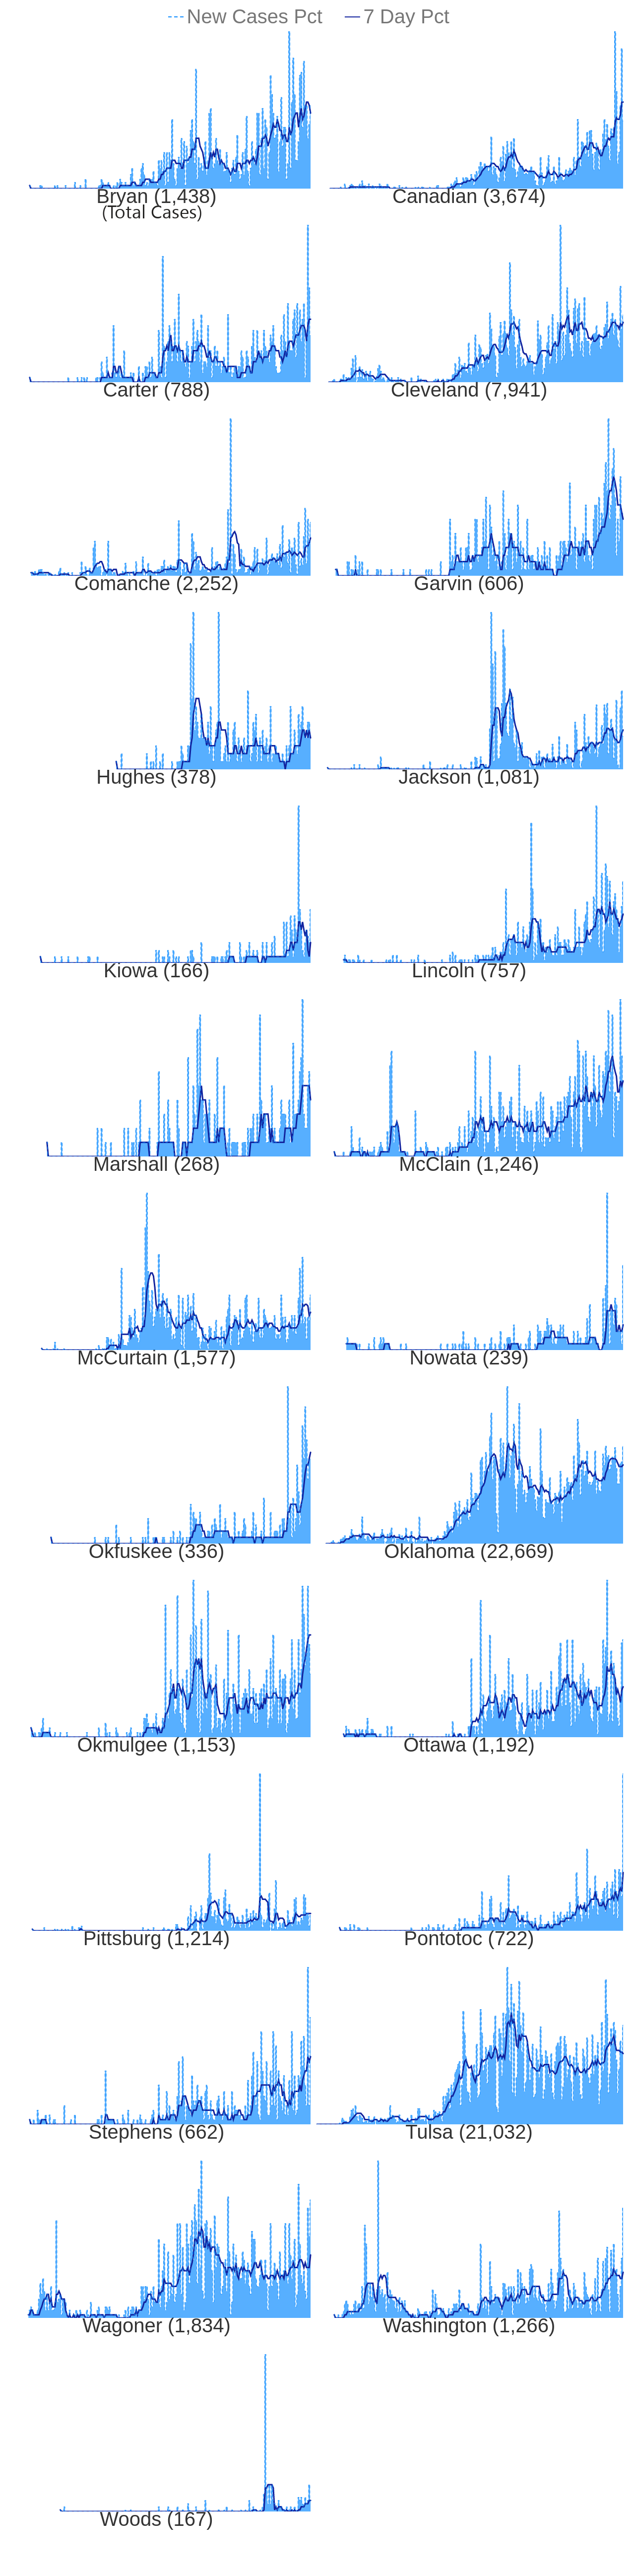 New Cases Pct 7 Day Pct
Bryan (1,438) Canadian (3,674)
(Total Cases)
Carter (788) Cleveland (7,941)
Comanche (2,252) Garvin (606)
Hughes (378) Jackson (1,081)
Kiowa (166) Lincoln (757)
Marshall (268) McClain (1,246)
McCurtain (1,577) Nowata (239)
Okfuskee (336) Oklahoma (22,669)
Okmulgee (1,153) Ottawa (1,192)
Pittsburg (1,214) Pontotoc (722)
Stephens (662) Tulsa (21,032)
Wagoner (1,834) Washington (1,266)
Woods (167)